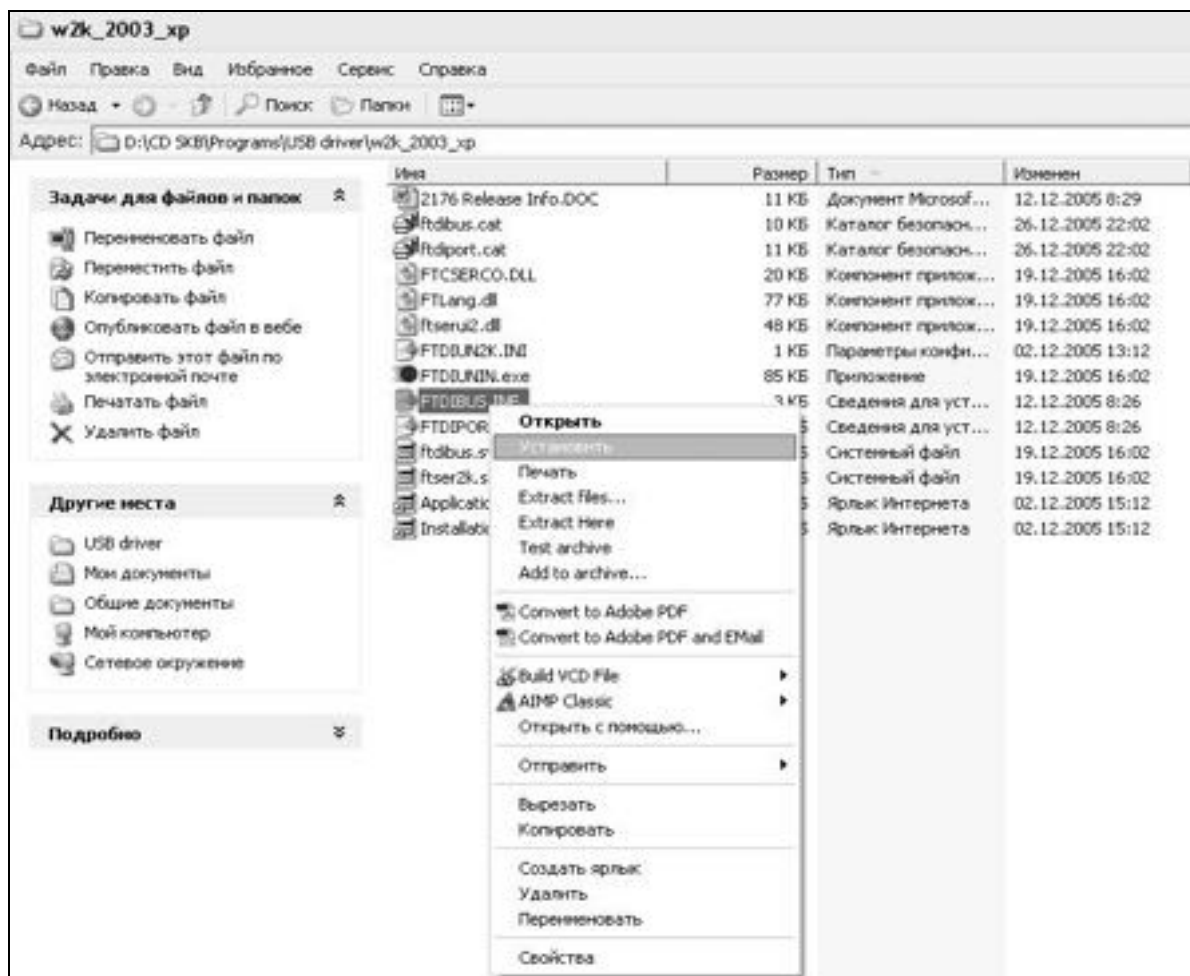 w2k_2003_xp
Файл Правка Вид Избранное Сервис Справка
Назад Поиск Папки
Адрес: D:\CD SKB\Programs\USB driver\w2k_2003_xp
Задачи для файлов и папок
Переименовать файл
Переместить файл
Копировать файл
Опубликовать файл в вебе
Отправить этот файл по
электронной почте
Печатать файл
Удалить файл
Другие места
USB driver
Мои документы
Общие документы
Мой компьютер
Сетевое окружение
Подробно
Имя Размер Тип Изменен
2176 Release Info.DOC 11 КБ Документ Microsof... 12.12.2005 8:29
ftdibus.cat 10 КБ Каталог безопасн... 26.12.2005 22:02
ftdiport.cat 11 КБ Каталог безопасн... 26.12.2005 22:02
FTCSERCO.DLL 20 КБ Компонент прилож... 19.12.2005 16:02
FTLang.dll 77 КБ Компонент прилож... 19.12.2005 16:02
ftserui2.dll 48 КБ Компонент прилож... 19.12.2005 16:02
FTDIUN2K.INI 1 КБ Параметры конфи... 02.12.2005 13:12
FTDIUNIN.exe 85 КБ Приложение 19.12.2005 16:02
FTDIBUS.INF 3 КБ Сведения для уст... 12.12.2005 8:26
FTDIPOR Сведения для уст... 12.12.2005 8:26
ftdibus.s Системный файл 19.12.2005 16:02
ftser2k.s Системный файл 19.12.2005 16:02
Applicatic Ярлык Интернета 02.12.2005 15:12
Installatic Ярлык Интернета 02.12.2005 15:12
Открыть
Установить
Печать
Extract files...
Extract Here
Test archive
Add to archive...
Convert to Adobe PDF
Convert to Adobe PDF and EMail
Build VCD File
AIMP Classic
Открыть с помощью...
Отправить
Вырезать
Копировать
Создать ярлык
Удалить
Переименовать
Свойства